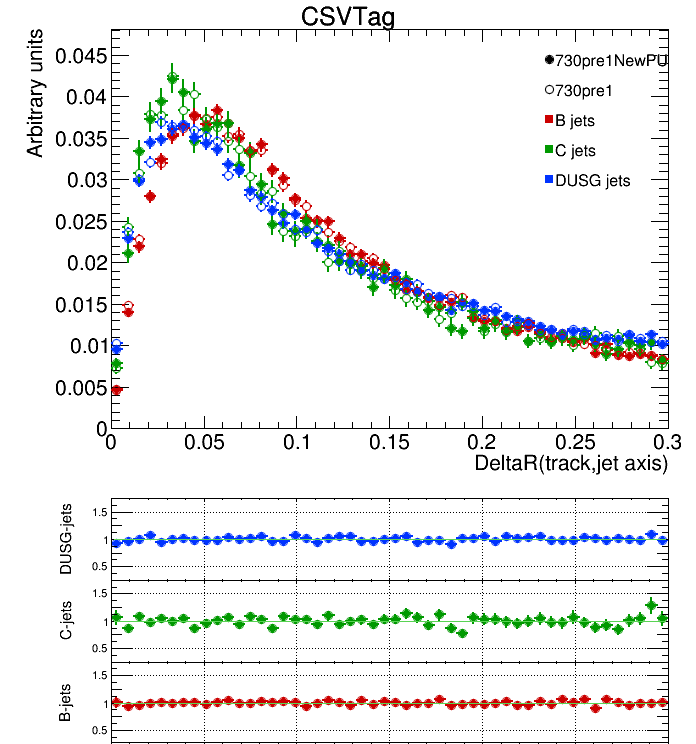 CSVTag
Arbitrary units
0.045
0.04
0.035
0.03
0.025
0.02
0.015
0.01
0.005
0
730pre1NewPU
730pre1
B jets
C jets
DUSG jets
0 0.05 0.1 0.15 0.2 0.25 0.3
DeltaR(track,jet axis)
DUSG-jets
1.5
1
0.5
C-jets
1.5
1
0.5
B-jets
1.5
1
0.5